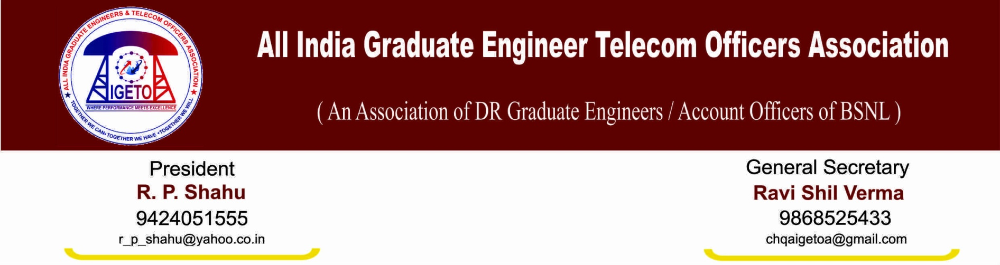 ALL INDIA GRADUATE ENGINEERS & TELECOM OFFICERS ASSOCIATION
IGETO
WHERE PERFORMANCE MEETS EXCELLENCE
TOGETHER WE CAN • TOGETHER WE HAVE • TOGETHER WE WILL
All India Graduate Engineer Telecom Officers Association
( An Association of DR Graduate Engineers / Account Officers of BSNL )
President
R. P. Shahu
9424051555
r_p_shahu@yahoo.co.in
General Secretary
Ravi Shil Verma
9868525433
chqaigetoa@gmail.com